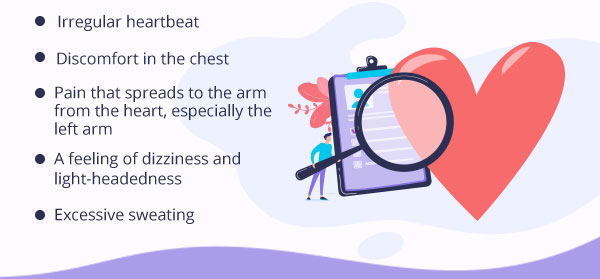 Irregular heartbeat
Discomfort in the chest
Pain that spreads to the arm
from the heart, especially the
left arm
A feeling of dizziness and
light-headedness
Excessive sweating